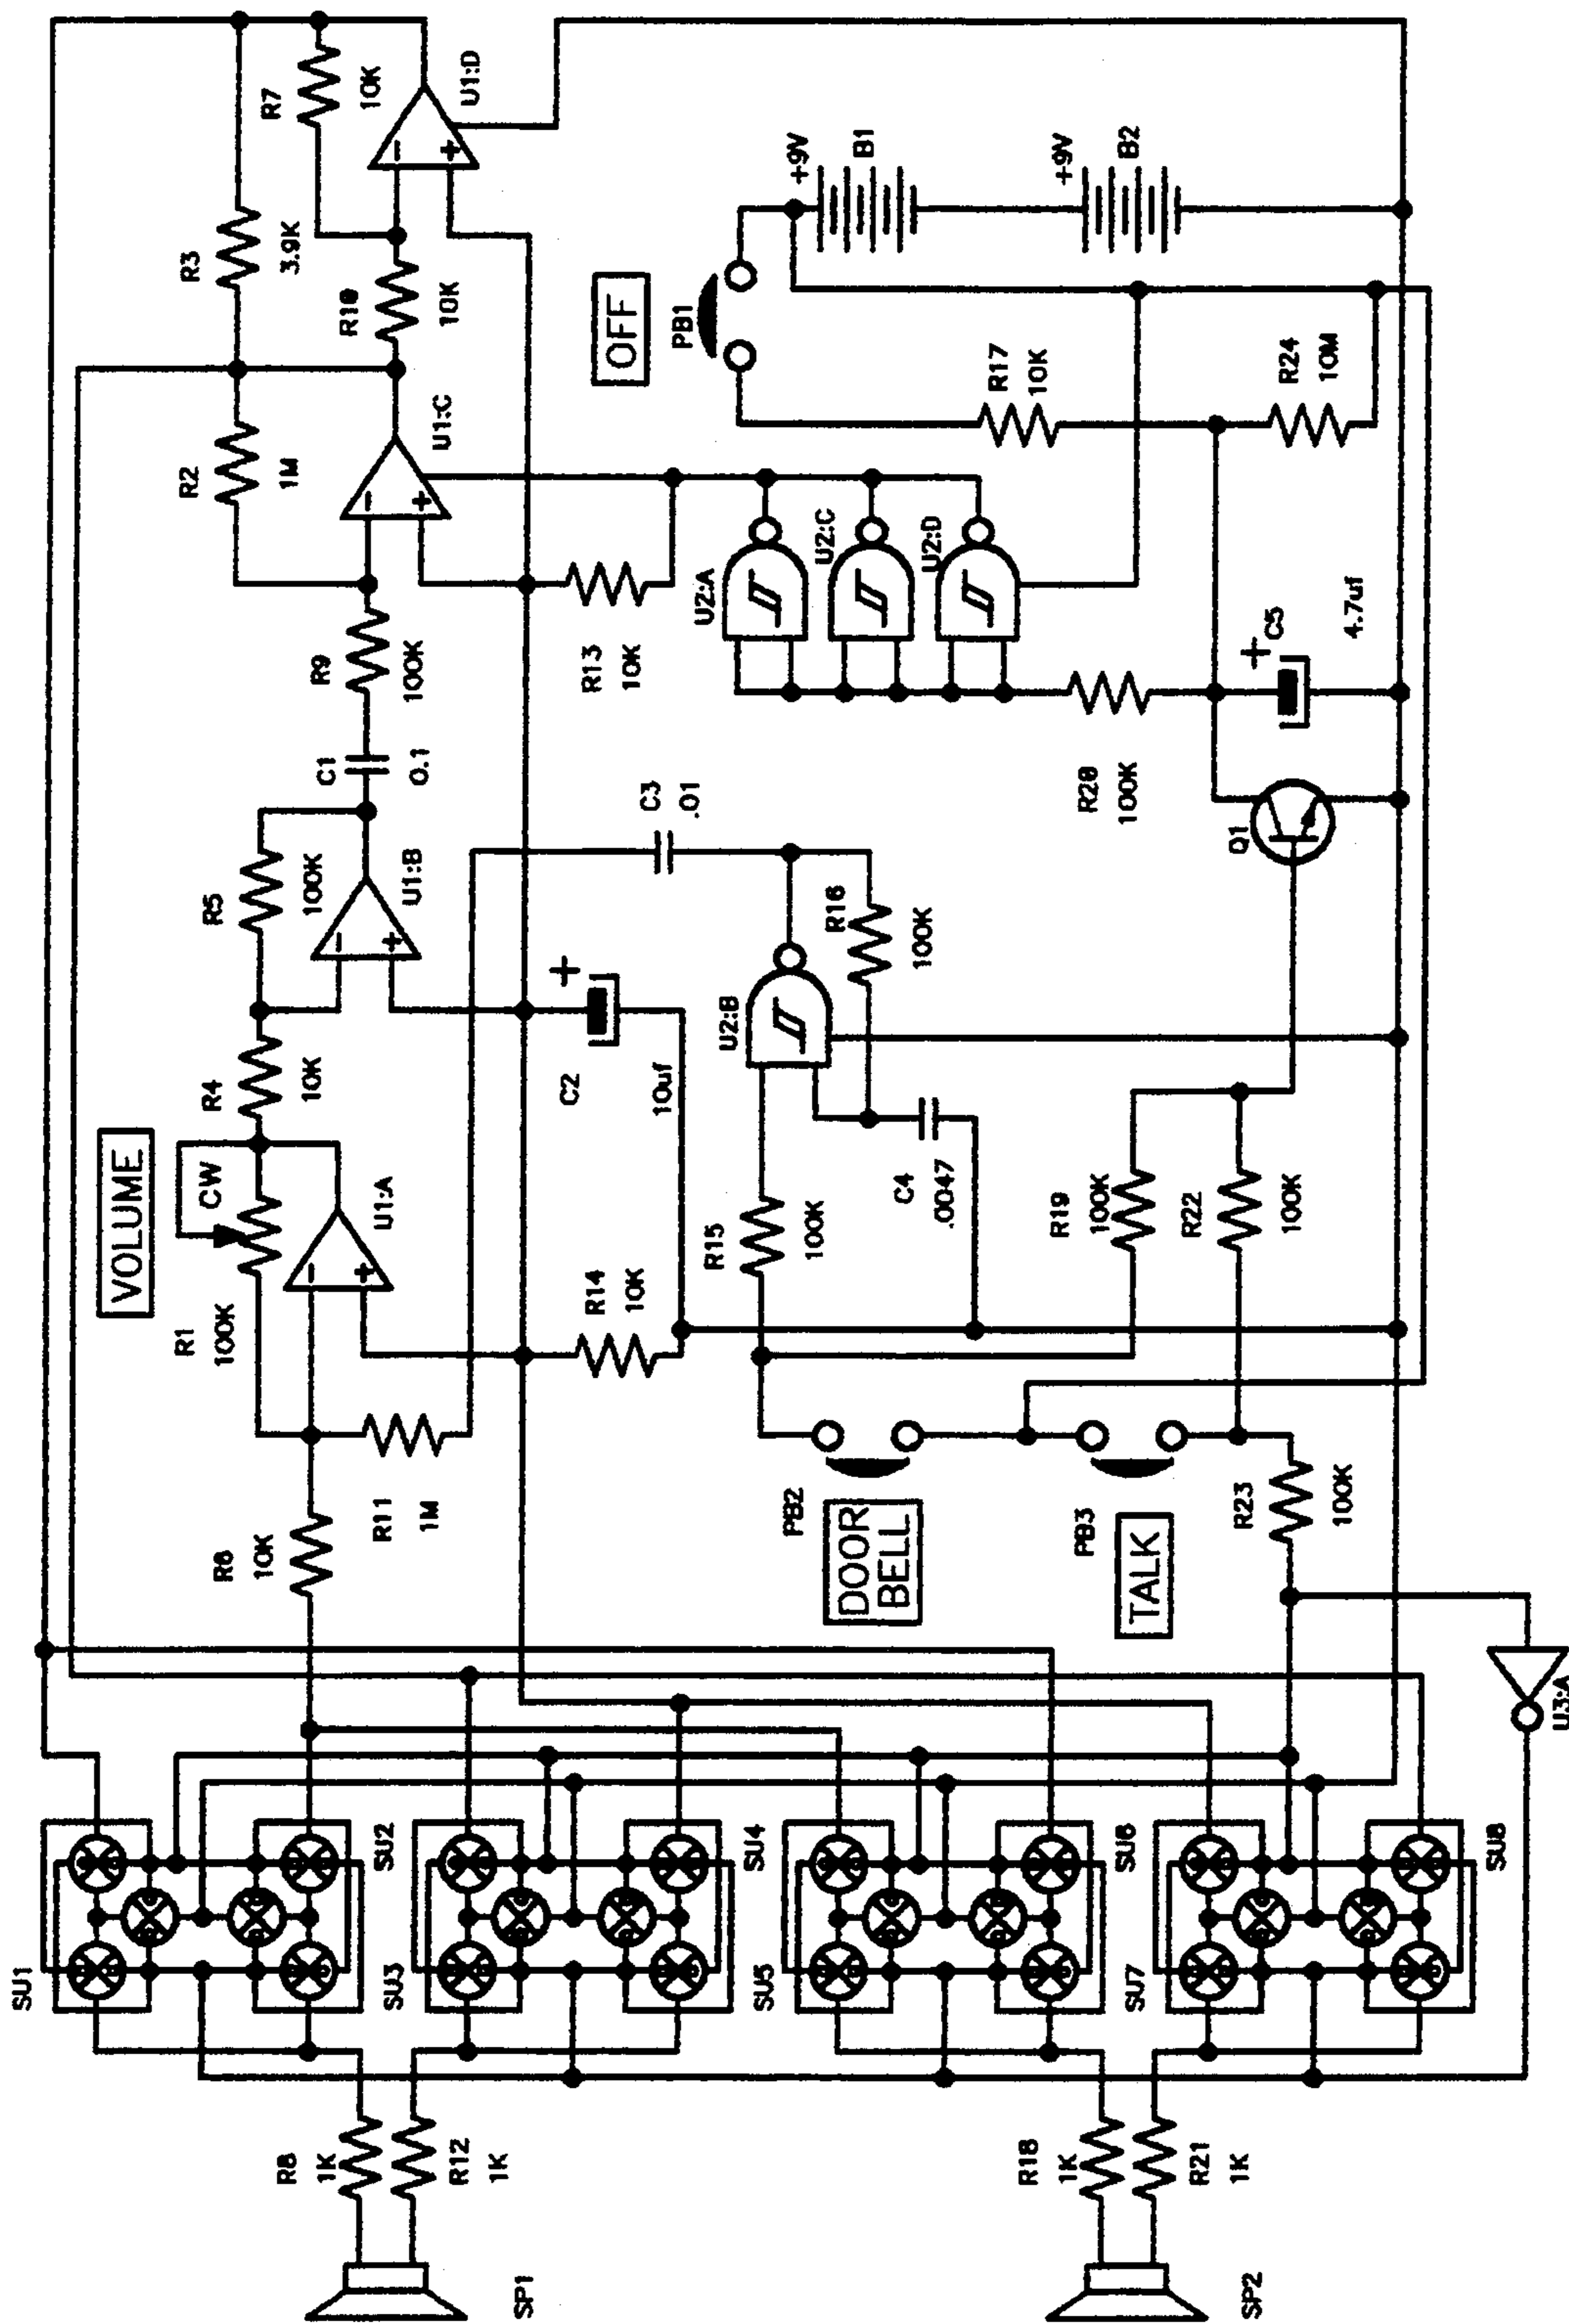 R3
3.9K
R7
10K
U1:D
R10
10K
R2
1M
U1:C
R9
100K
C1
0.1
R5
100K
U1:B
VOLUME
CW
R4
10K
R1
100K
U1:A
R6
10K
R11
1M
R14
10K
C2
+
10uf
C3
.01
R13
10K
U2:A
U2:C
U2:D
OFF
PB1
+9V
B1
+9V
B2
R17
10K
R24
10M
R20
100K
+
C5
4.7uf
Q1
U2:B
R16
100K
R15
100K
C4
.0047
R19
100K
R22
100K
PB2
DOOR
BELL
PB3
TALK
R23
100K
U3:A
SU1
SU2
SU3
SU4
SU5
SU6
SU7
SU8
R8
1K
R12
1K
R18
1K
R21
1K
SP1
SP2